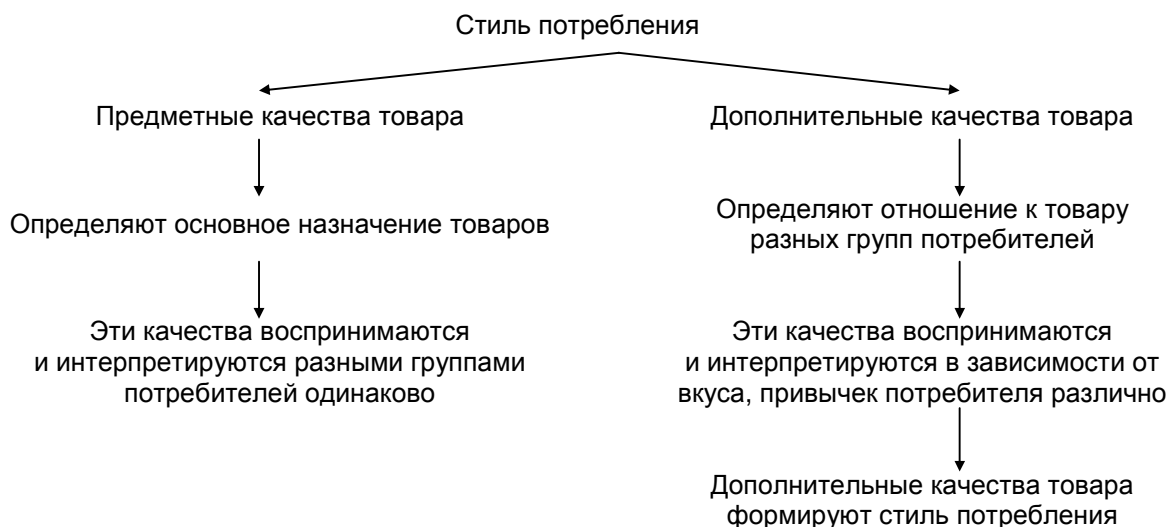 Стиль потребления
Предметные качества товара
Определяют основное назначение товаров
Эти качества воспринимаются
и интерпретируются разными группами
потребителей одинаково
Дополнительные качества товара
Определяют отношение к товару
разных групп потребителей
Эти качества воспринимаются
и интерпретируются в зависимости от
вкуса, привычек потребителя различно
Дополнительные качества товара
формируют стиль потребления